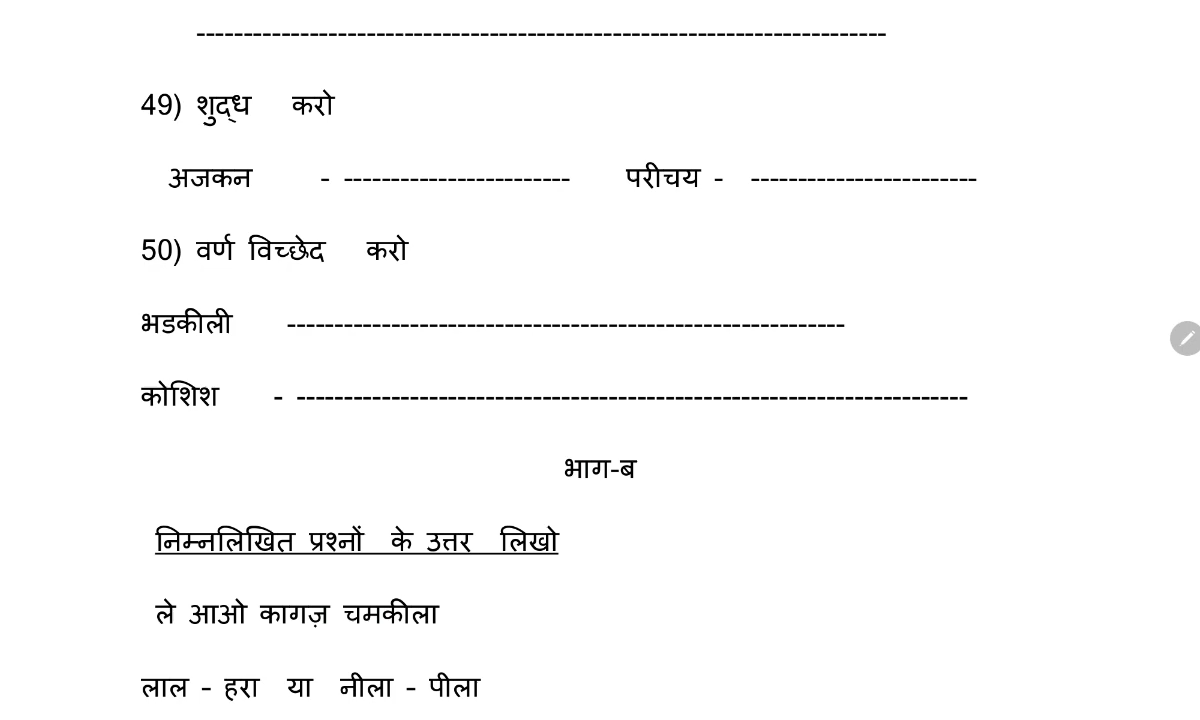 -------------------------------------------------------------------------
49) शुद्ध करो
अजकन - ------------------------ परीचय - ------------------------
50) वर्ण विच्छेद करो
भडकीली -----------------------------------------------------------
कोशिश - -----------------------------------------------------------------------
भाग-ब
निम्नलिखित प्रश्नों के उत्तर लिखो
ले आओ कागज़ चमकीला
लाल - हरा या नीला - पीला